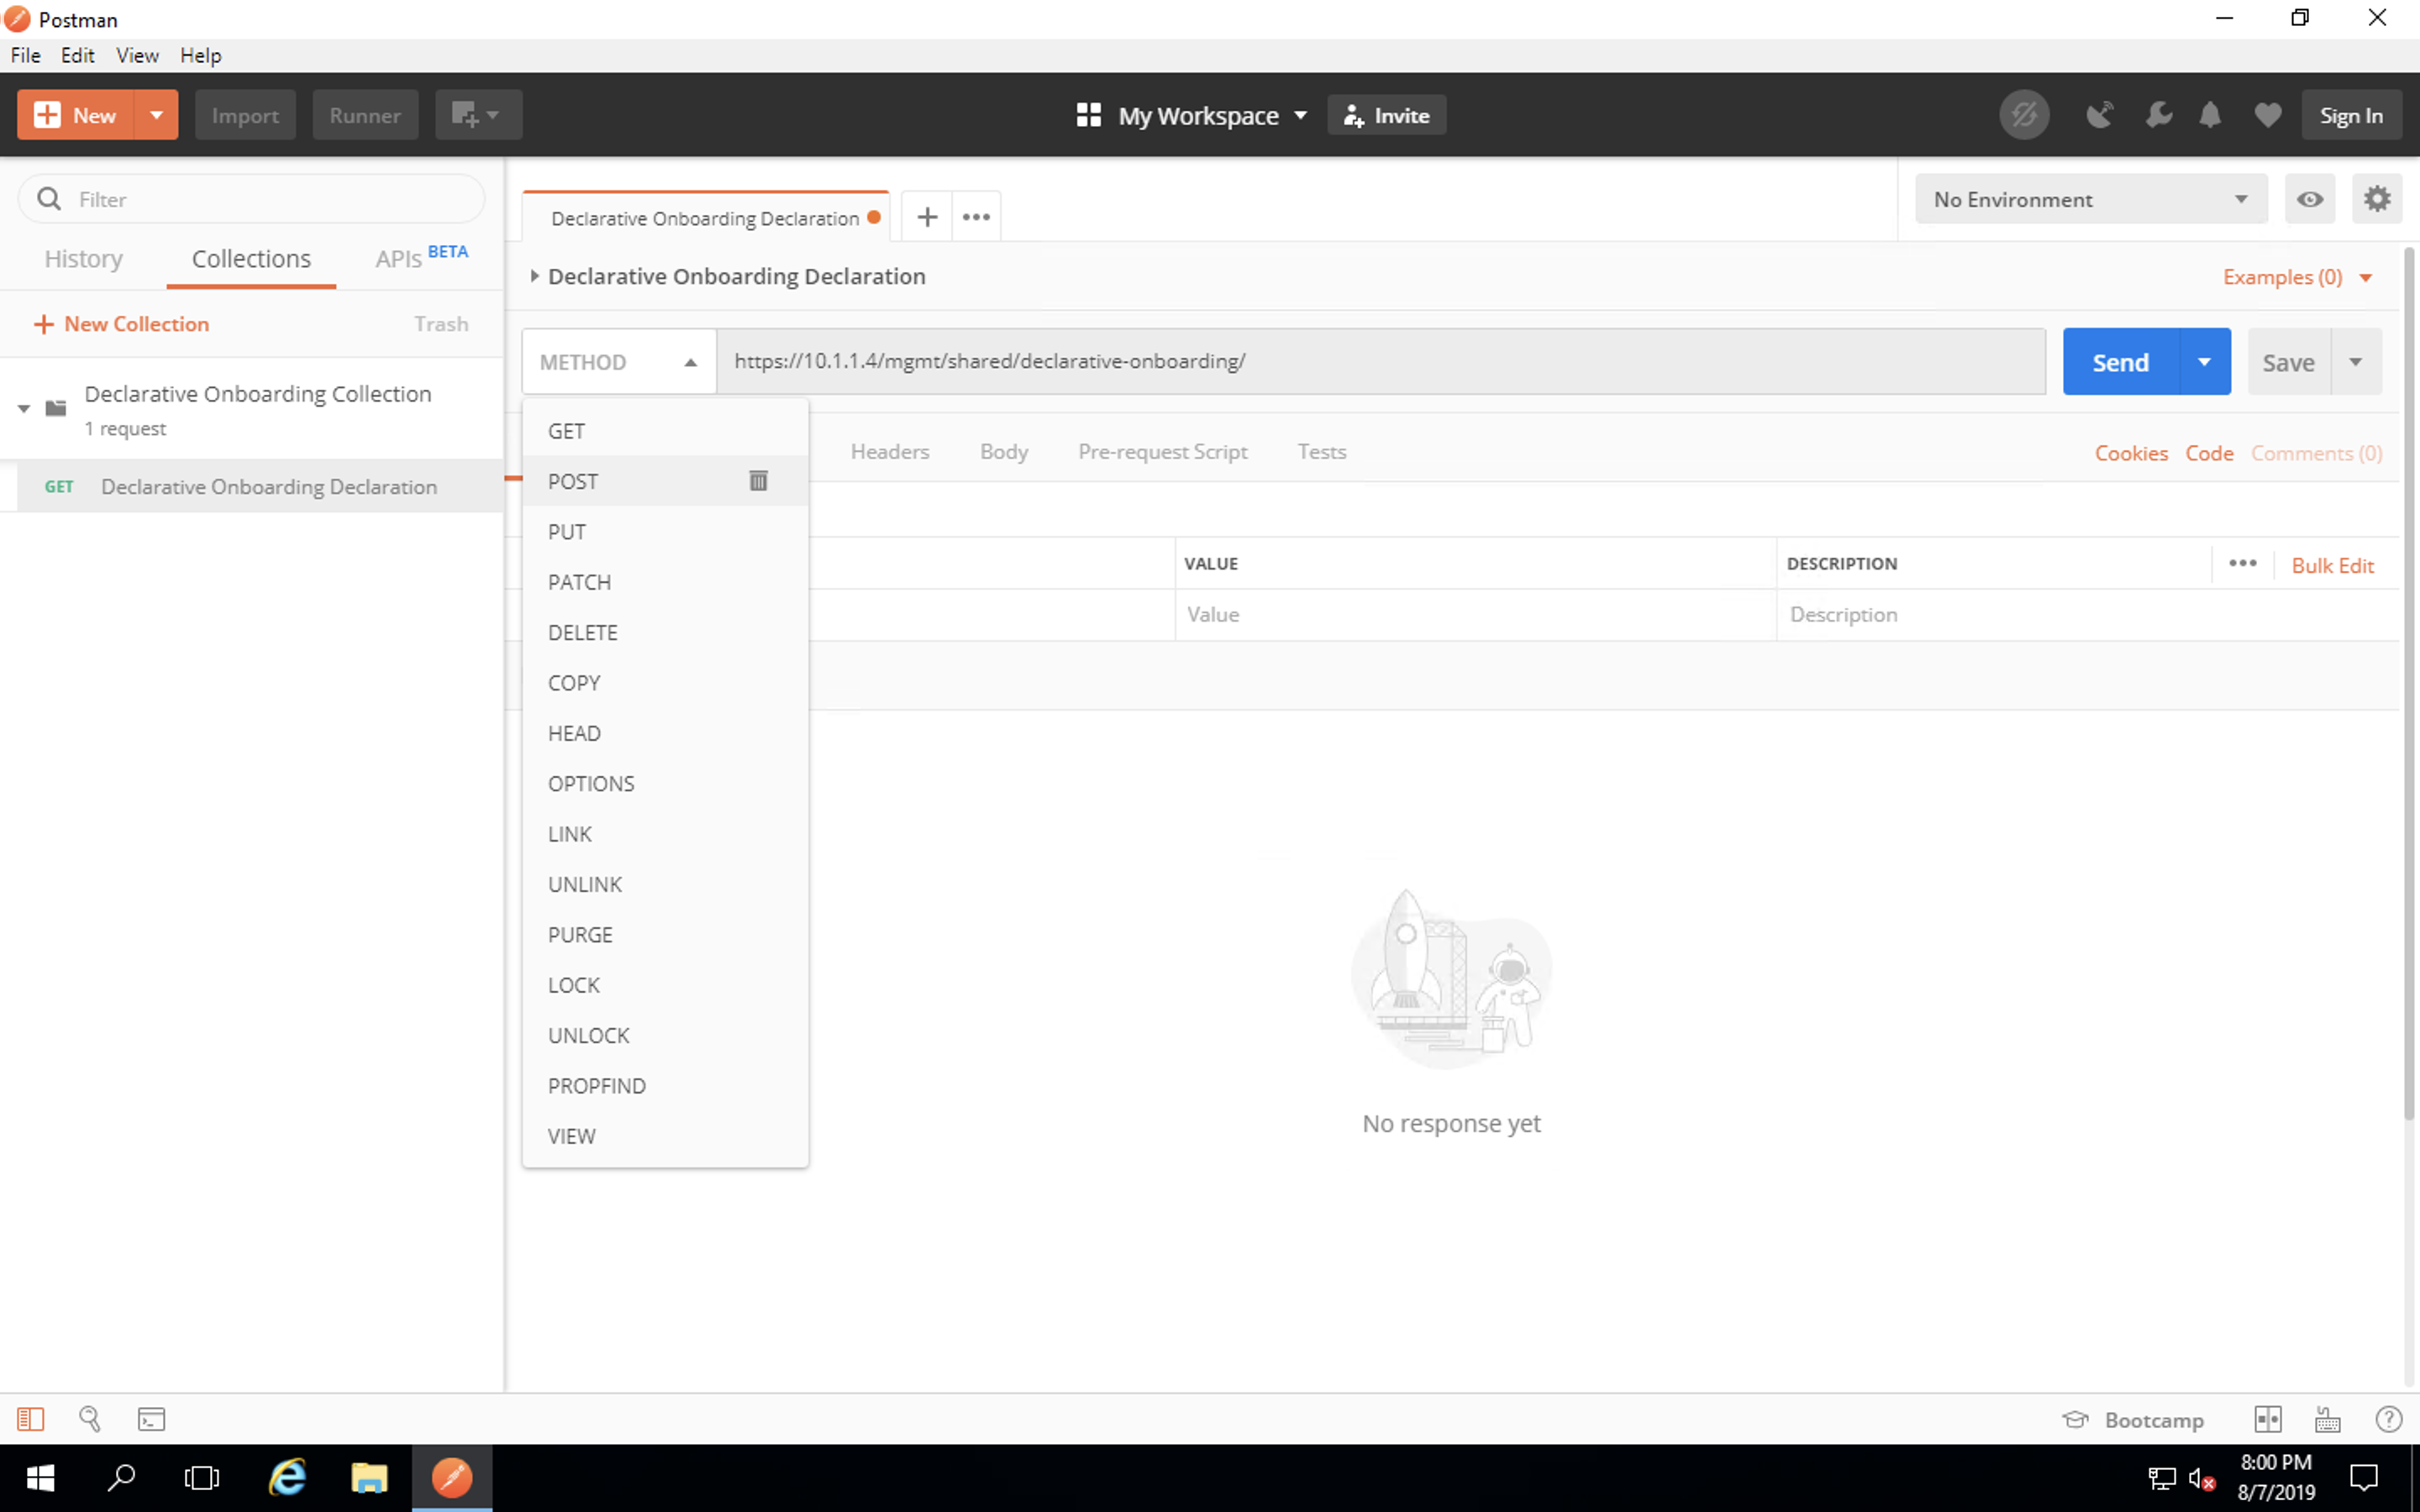 Postman
File Edit View Help
New Import Runner My Workspace Invite Sign In
Filter
History Collections APIs BETA
New Collection Trash
Declarative Onboarding Collection
1 request
GET Declarative Onboarding Declaration
Declarative Onboarding Declaration
No Environment
Declarative Onboarding Declaration
Examples (0)
METHOD https://10.1.1.4/mgmt/shared/declarative-onboarding/ Send Save
Headers Body Pre-request Script Tests Cookies Code Comments (0)
GET
POST
PUT
PATCH
DELETE
COPY
HEAD
OPTIONS
LINK
UNLINK
PURGE
LOCK
UNLOCK
PROPFIND
VIEW
VALUE DESCRIPTION Bulk Edit
Value Description
No response yet
Bootcamp
8:00 PM
8/7/2019